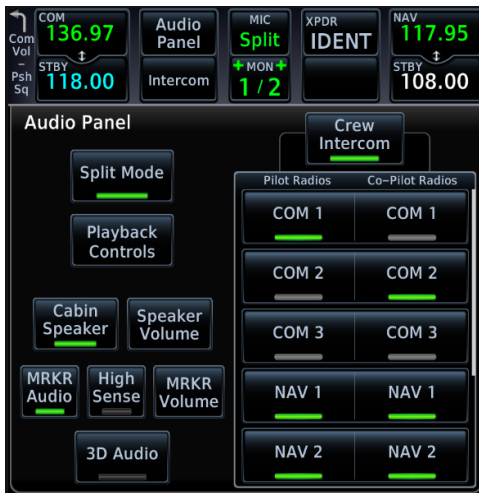 Com
Vol
–
Psh
Sq
COM
136.97
STBY
118.00
Audio
Panel
Intercom
MIC
Split
+ MON +
1 / 2
XPDR
IDENT
NAV
117.95
STBY
108.00
Audio Panel
Split Mode
Playback
Controls
Cabin
Speaker
Speaker
Volume
MRKR
Audio
High
Sense
MRKR
Volume
3D Audio
Crew
Intercom
Pilot Radios
Co-Pilot Radios
COM 1
COM 1
COM 2
COM 2
COM 3
COM 3
NAV 1
NAV 1
NAV 2
NAV 2